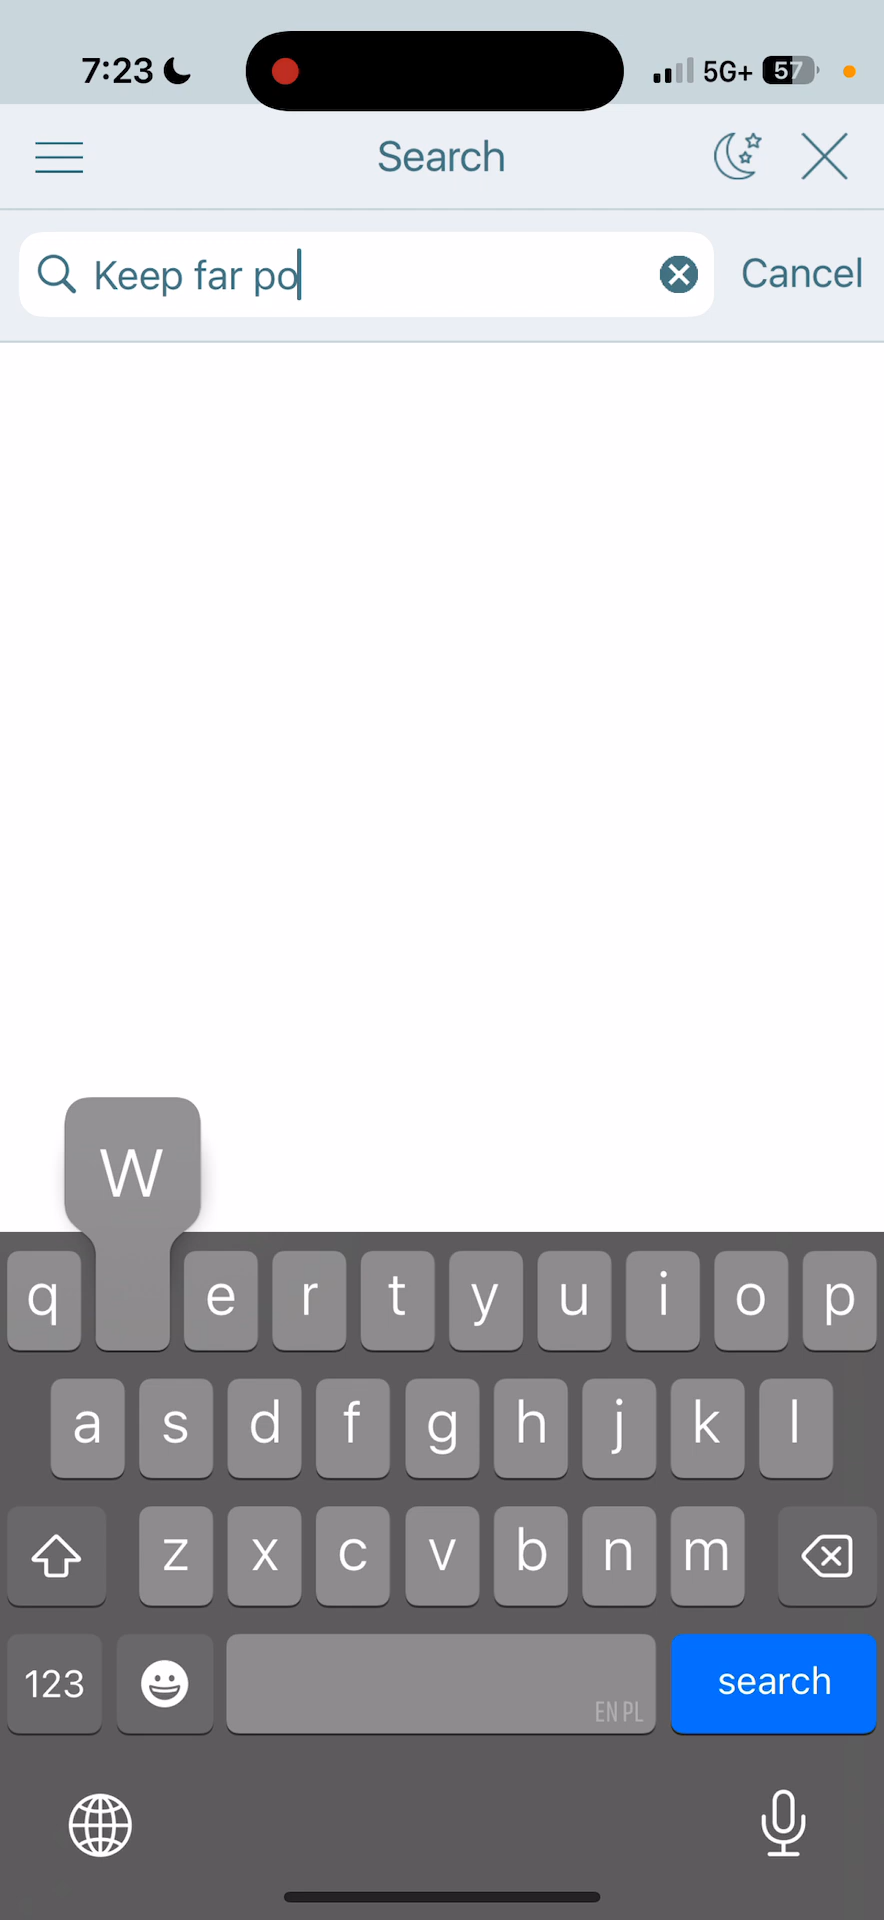 7:23 5G+ 57
Search
Keep far po Cancel
W
q e r t y u i o p
a s d f g h j k l
z x c v b n m
123 EN PL search